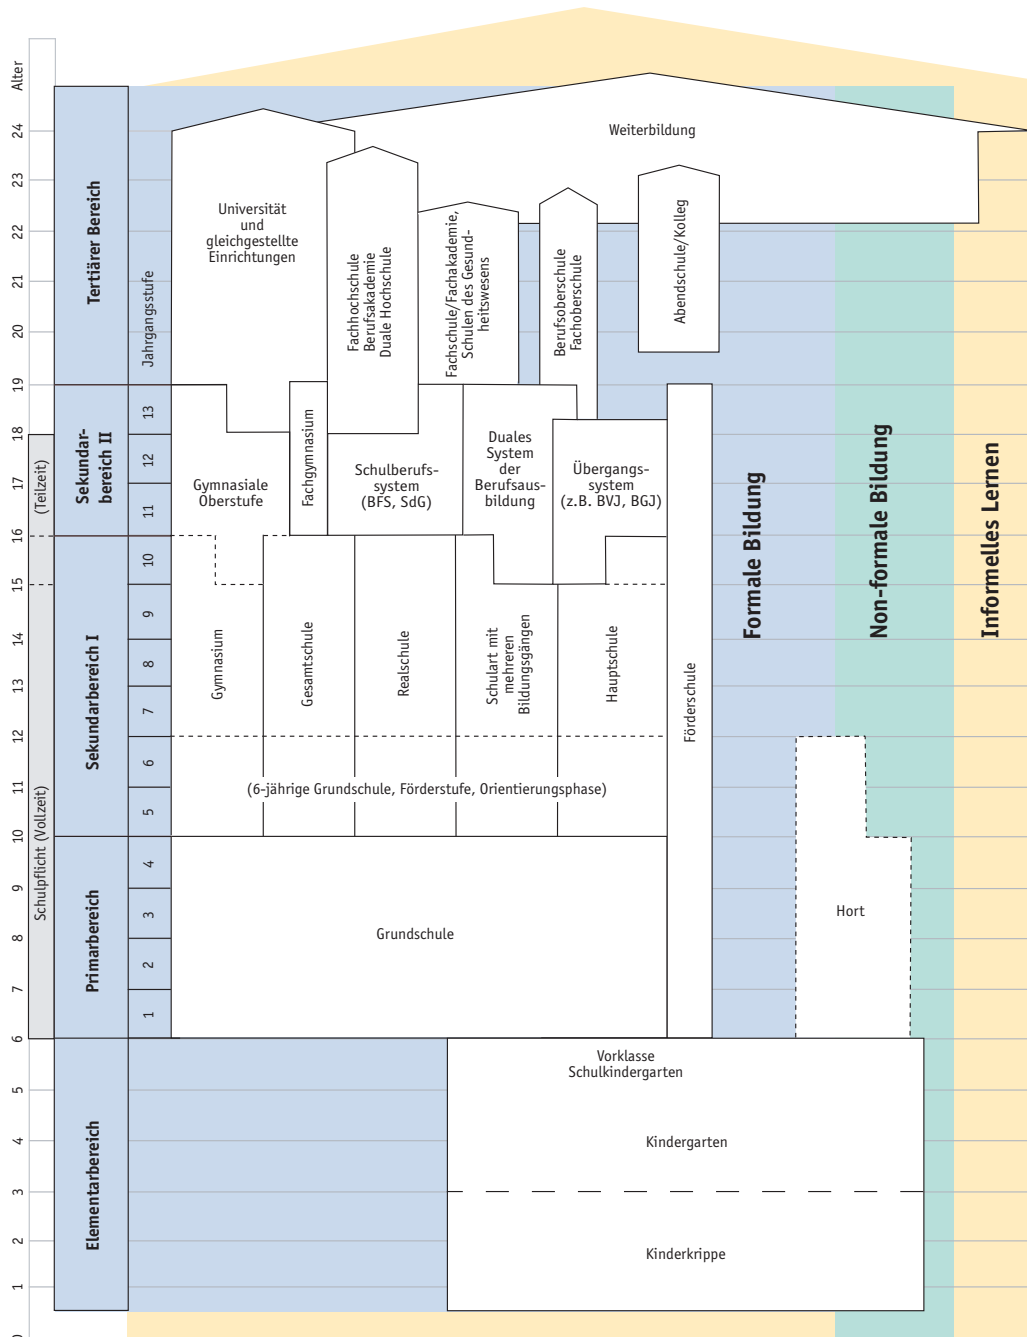 Alter
24
23
22
21
20
19
18
17
16
15
14
13
12
11
10
9
8
7
6
5
4
3
2
1
(Teilzeit)
Schulpflicht (Vollzeit)
Tertiärer Bereich
Sekundar-
bereich II
Sekundarbereich I
Primarbereich
Elementarbereich
Jahrgangsstufe
13
12
11
10
9
8
7
6
5
4
3
2
1
Weiterbildung
Universität
und
gleichgestellte
Einrichtungen
Fachhochschule
Berufsakademie
Duale Hochschule
Fachschule/Fachakademie,
Schulen des Gesund-
heitswesens
Berufsoberschule
Fachoberschule
Abendschule/Kolleg
Gymnasiale
Oberstufe
Fachgymnasium
Schulberufs-
system
(BFS, SdG)
Duales
System
der
Berufsaus-
bildung
Übergangs-
system
(z.B. BVJ, BGJ)
Gymnasium
Gesamtschule
Realschule
Schulart mit
mehreren
Bildungsgängen
Hauptschule
Förderschule
(6-jährige Grundschule, Förderstufe, Orientierungsphase)
Grundschule
Hort
Vorklasse
Schulkindergarten
Kindergarten
Kinderkrippe
Formale Bildung
Non-formale Bildung
Informelles Lernen